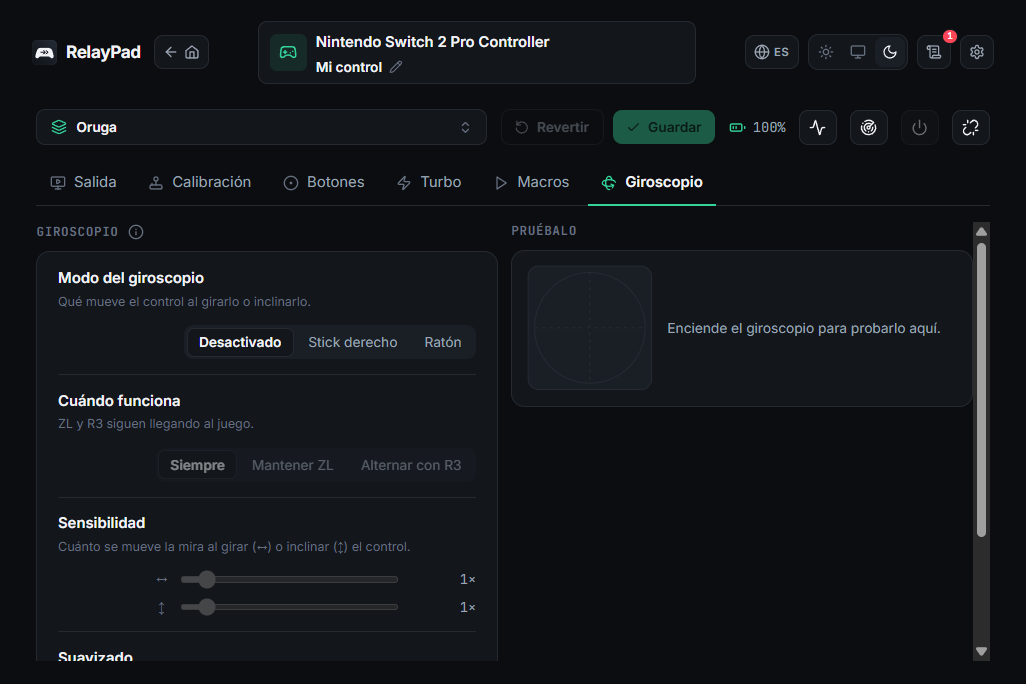 RelayPad
Nintendo Switch 2 Pro Controller
Mi control
ES
1
Oruga
Revertir
Guardar
100%
Salida
Calibración
Botones
Turbo
Macros
Giroscopio
GIROSCOPIO
PRUÉBALO
Modo del giroscopio
Qué mueve el control al girarlo o inclinarlo.
Desactivado
Stick derecho
Ratón
Enciende el giroscopio para probarlo aquí.
Cuándo funciona
ZL y R3 siguen llegando al juego.
Siempre
Mantener ZL
Alternar con R3
Sensibilidad
Cuánto se mueve la mira al girar (↔) o inclinar (↕) el control.
↔ 1×
↕ 1×
Suavizado